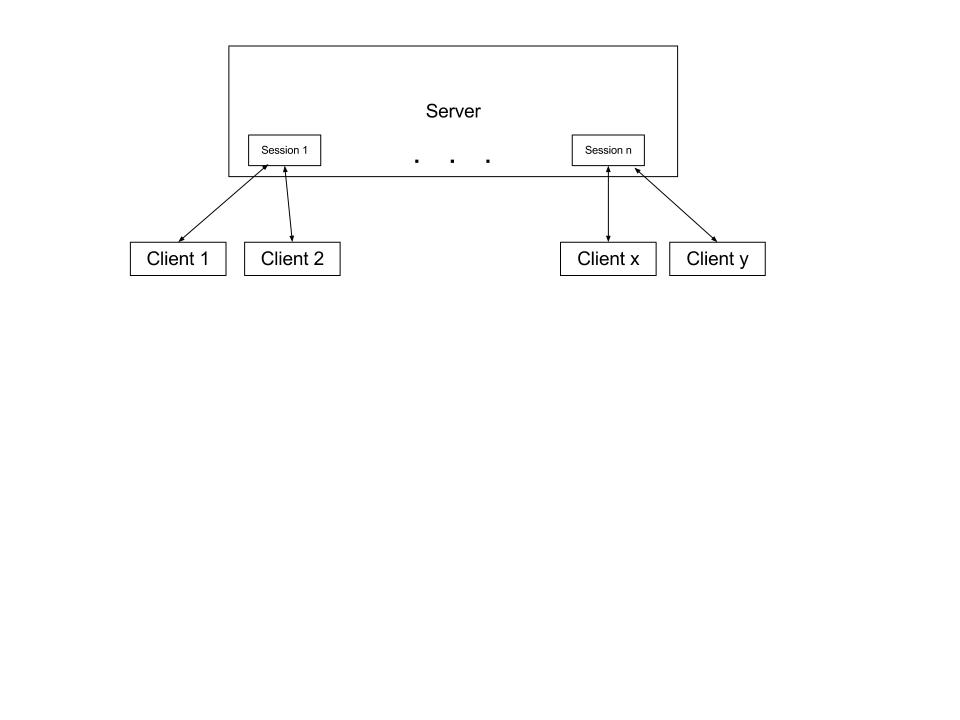 Server
Session 1
. . .
Session n
Client 1
Client 2
Client x
Client y